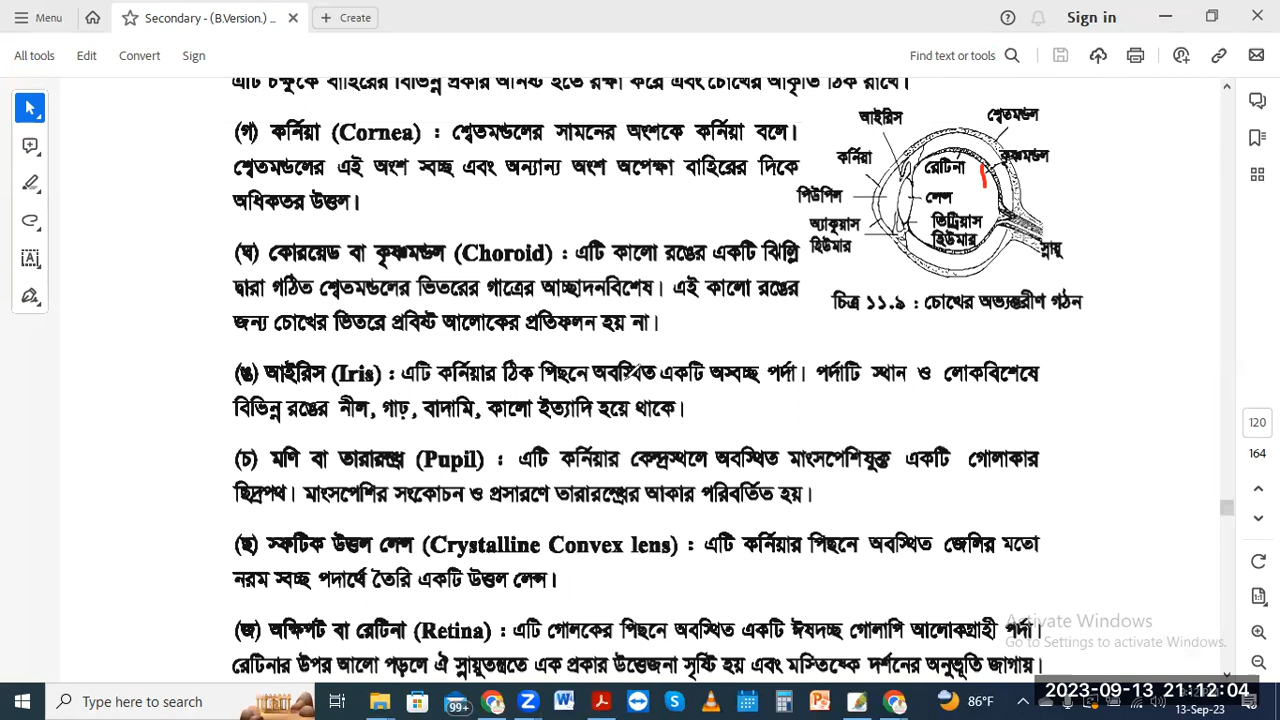 Menu Secondary - (B.Version.) ... Create Sign in
All tools Edit Convert Sign Find text or tools
এটি চক্ষুকে বাহিরের বিভিন্ন প্রকার অনিষ্ট হতে রক্ষা করে এবং চোখের আকৃতি ঠিক রাখে।
(গ) কর্নিয়া (Cornea) : শ্বেতমন্ডলের সামনের অংশকে কর্নিয়া বলে।
শ্বেতমন্ডলের এই অংশ স্বচ্ছ এবং অন্যান্য অংশ অপেক্ষা বাহিরের দিকে
অধিকতর উত্তল।
(ঘ) কোরয়েড বা কৃষ্ণমন্ডল (Choroid) : এটি কালো রঙের একটি ঝিল্লি
দ্বারা গঠিত শ্বেতমন্ডলের ভিতরের গাত্রের আচ্ছাদনবিশেষ। এই কালো রঙের
জন্য চোখের ভিতরে প্রবিষ্ট আলোকের প্রতিফলন হয় না।
আইরিস
শ্বেতমন্ডল
কর্নিয়া
কৃষ্ণমন্ডল
রেটিনা
পিউপিল
লেন্স
অ্যাকুয়াস
হিউমার
ভিট্রিয়াস
হিউমার
স্নায়ু
চিত্র ১১.৯ : চোখের অভ্যন্তরীণ গঠন
(ঙ) আইরিস (Iris) : এটি কর্নিয়ার ঠিক পিছনে অবস্থিত একটি অস্বচ্ছ পর্দা। পর্দাটি স্থান ও লোকবিশেষে
বিভিন্ন রঙের নীল, গাঢ়, বাদামি, কালো ইত্যাদি হয়ে থাকে।
(চ) মণি বা তারারন্ধ্র (Pupil) : এটি কর্নিয়ার কেন্দ্রস্থলে অবস্থিত মাংসপেশিযুক্ত একটি গোলাকার
ছিদ্রপথ। মাংসপেশির সংকোচন ও প্রসারণে তারারন্ধ্রের আকার পরিবর্তিত হয়।
(ছ) স্ফটিক উত্তল লেন্স (Crystalline Convex lens) : এটি কর্নিয়ার পিছনে অবস্থিত জেলির মতো
নরম স্বচ্ছ পদার্থে তৈরি একটি উত্তল লেন্স।
(জ) অক্ষিপট বা রেটিনা (Retina) : এটি গোলকের পিছনে অবস্থিত একটি ঈষদচ্ছ গোলাপি আলোকগ্রাহী পর্দা।
রেটিনার উপর আলো পড়লে ঐ স্নায়ুতন্তুতে এক প্রকার উত্তেজনা সৃষ্টি হয় এবং মস্তিষ্কে দর্শনের অনুভূতি জাগায়।
120
164
Activate Windows
Go to Settings to activate Windows.
Type here to search 99+ 86°F
2023-09-13 21:12:04
13-Sep-23